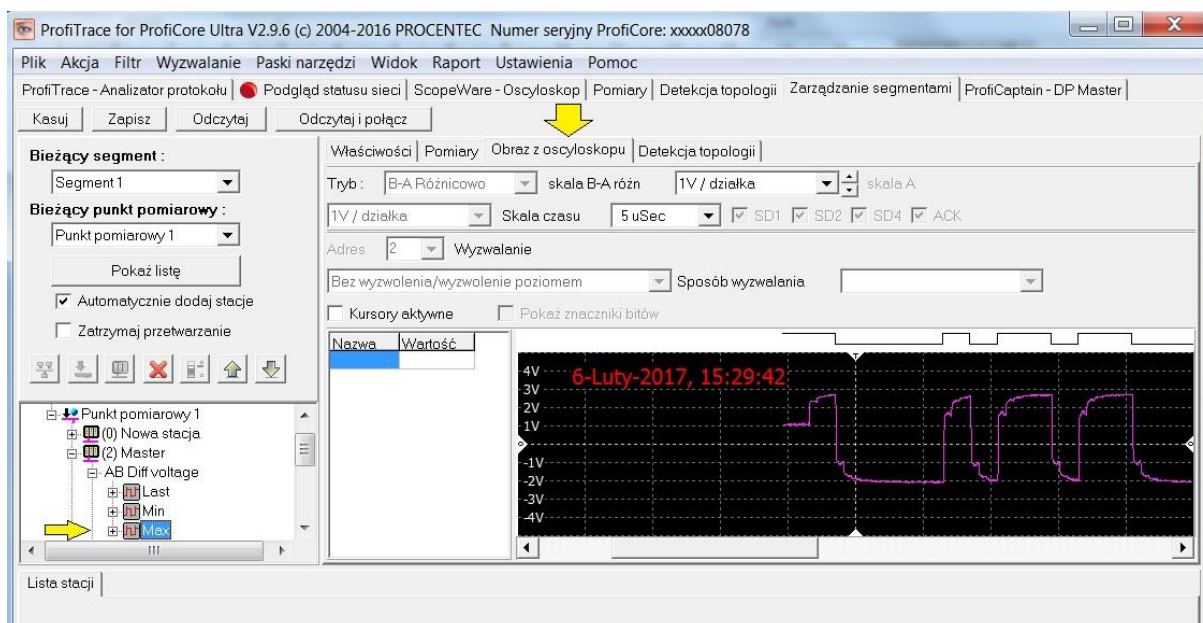 ProfiTrace for ProfiCore Ultra V2.9.6 (c) 2004-2016 PROCENTEC Numer seryjny ProfiCore: xxxxx08078
Plik Akcja Filtr Wyzwalanie Paski narzędzi Widok Raport Ustawienia Pomoc
ProfiTrace - Analizator protokołu Podgląd statusu sieci ScopeWare - Oscyloskop Pomiary Detekcja topologii Zarządzanie segmentami ProfiCaptain - DP Master
Kasuj Zapisz Odczytaj Odczytaj i połącz
Bieżący segment :
Segment 1
Bieżący punkt pomiarowy :
Punkt pomiarowy 1
Pokaż listę
Automatycznie dodaj stacje
Zatrzymaj przetwarzanie
Punkt pomiarowy 1
(0) Nowa stacja
(2) Master
AB Diff voltage
Last
Min
Max
Właściwości Pomiary Obraz z oscyloskopu Detekcja topologii
Tryb : B-A Różnicowo skala B-A różn 1V / działka skala A
1V / działka Skala czasu 5 uSec SD1 SD2 SD4 ACK
Adres 2 Wyzwalanie
Bez wyzwolenia/wyzwolenie poziomem Sposób wyzwalania
Kursory aktywne Pokaż znaczniki bitów
Nazwa Wartość
6-Luty-2017, 15:29:42
4V
3V
2V
1V
-1V
-2V
-3V
-4V
Lista stacji